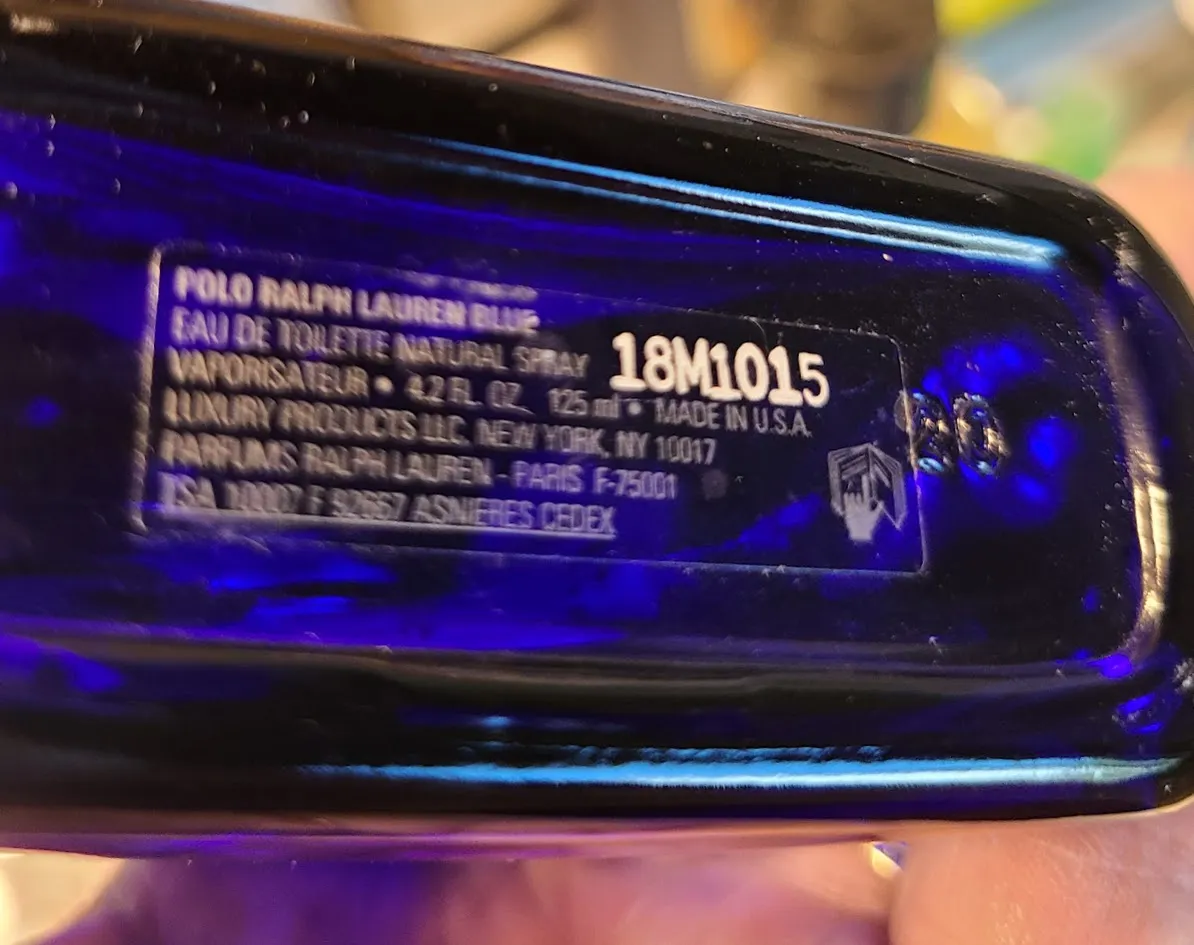 POLO RALPH LAUREN BLUE
EAU DE TOILETTE NATURAL SPRAY
18M1015
VAPORISATEUR • 4.2 FL. OZ. 125 ml • MADE IN U.S.A.
LUXURY PRODUCTS LLC. NEW YORK, NY 10017
PARFUMS RALPH LAUREN - PARIS F-75001
TSA 10007 F 92667 ASNIERES CEDEX